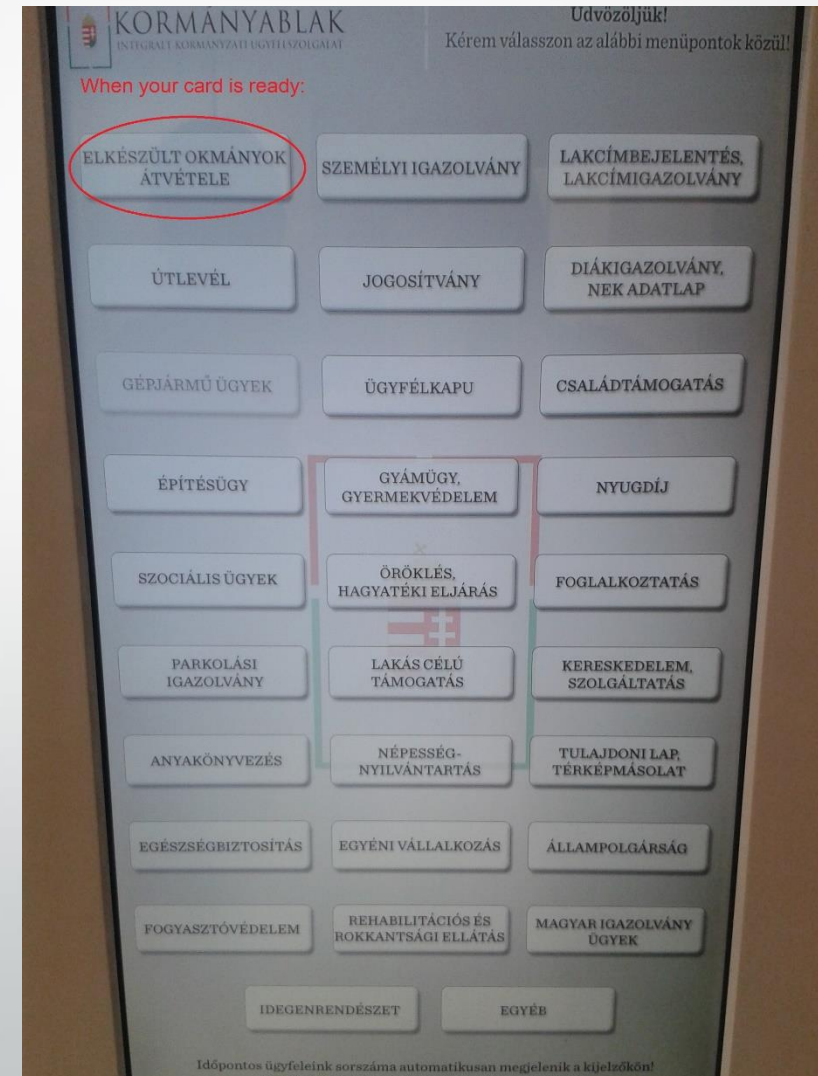 KORMÁNYABLAK
INTEGRÁLT KORMÁNYZATI ÜGYFÉLSZOLGÁLAT
Üdvözöljük!
Kérem válasszon az alábbi menüpontok közül!
When your card is ready:
ELKÉSZÜLT OKMÁNYOK
ÁTVÉTELE
SZEMÉLYI IGAZOLVÁNY
LAKCÍMBEJELENTÉS,
LAKCÍMIGAZOLVÁNY
ÚTLEVÉL
JOGOSÍTVÁNY
DIÁKIGAZOLVÁNY,
NEK ADATLAP
GÉPJÁRMŰ ÜGYEK
ÜGYFÉLKAPU
CSALÁDTÁMOGATÁS
ÉPÍTÉSÜGY
GYÁMÜGY,
GYERMEKVÉDELEM
NYUGDÍJ
SZOCIÁLIS ÜGYEK
ÖRÖKLÉS,
HAGYATÉKI ELJÁRÁS
FOGLALKOZTATÁS
PARKOLÁSI
IGAZOLVÁNY
LAKÁS CÉLÚ
TÁMOGATÁS
KERESKEDELEM,
SZOLGÁLTATÁS
ANYAKÖNYVEZÉS
NÉPESSÉG-
NYILVÁNTARTÁS
TULAJDONI LAP,
TÉRKÉPMÁSOLAT
EGÉSZSÉGBIZTOSÍTÁS
EGYÉNI VÁLLALKOZÁS
ÁLLAMPOLGÁRSÁG
FOGYASZTÓVÉDELEM
REHABILITÁCIÓS ÉS
ROKKANTSÁGI ELLÁTÁS
MAGYAR IGAZOLVÁNY
ÜGYEK
IDEGENRENDÉSZET
EGYÉB
Időpontos ügyfeleink sorszáma automatikusan megjelenik a kijelzőkön!